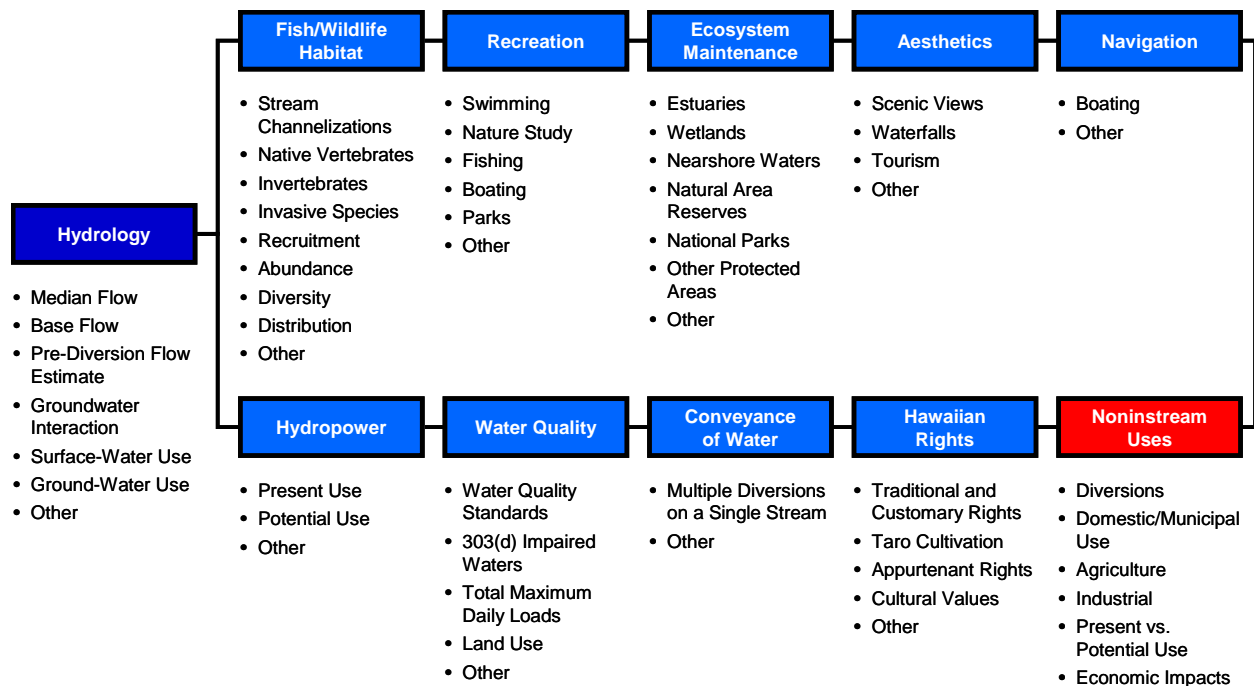 Hydrology
• Median Flow
• Base Flow
• Pre-Diversion Flow
Estimate
• Groundwater
Interaction
• Surface-Water Use
• Ground-Water Use
• Other
Fish/Wildlife
Habitat
• Stream
Channelizations
• Native Vertebrates
• Invertebrates
• Invasive Species
• Recruitment
• Abundance
• Diversity
• Distribution
• Other
Recreation
• Swimming
• Nature Study
• Fishing
• Boating
• Parks
• Other
Ecosystem
Maintenance
• Estuaries
• Wetlands
• Nearshore Waters
• Natural Area
Reserves
• National Parks
• Other Protected
Areas
• Other
Aesthetics
• Scenic Views
• Waterfalls
• Tourism
• Other
Navigation
• Boating
• Other
Hydropower
• Present Use
• Potential Use
• Other
Water Quality
• Water Quality
Standards
• 303(d) Impaired
Waters
• Total Maximum
Daily Loads
• Land Use
• Other
Conveyance
of Water
• Multiple Diversions
on a Single Stream
• Other
Hawaiian
Rights
• Traditional and
Customary Rights
• Taro Cultivation
• Appurtenant Rights
• Cultural Values
• Other
Noninstream
Uses
• Diversions
• Domestic/Municipal
Use
• Agriculture
• Industrial
• Present vs.
Potential Use
• Economic Impacts